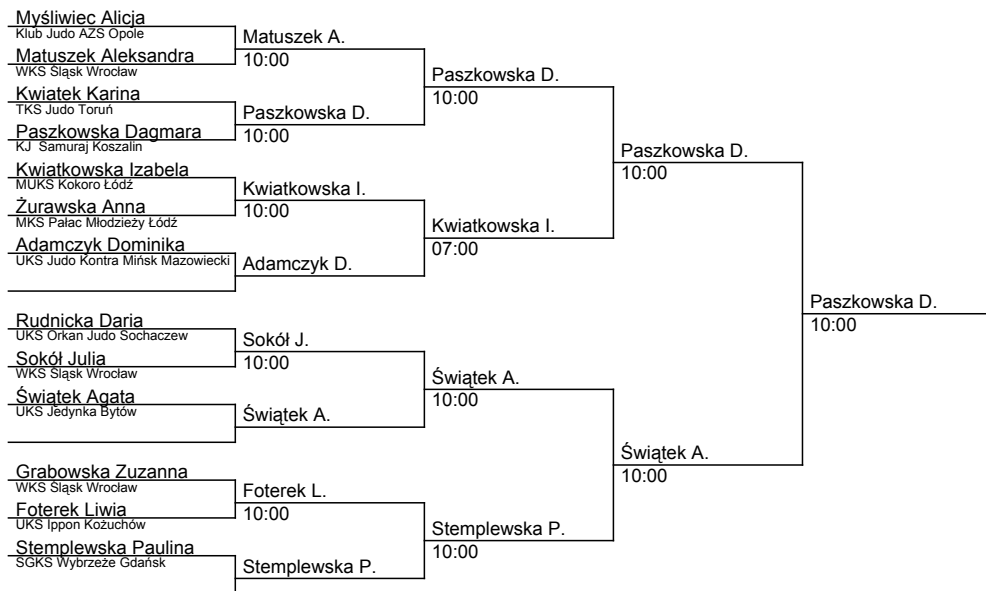 Myśliwiec Alicja
Klub Judo AZS Opole
Matuszek Aleksandra
WKS Śląsk Wrocław
Kwiatek Karina
TKS Judo Toruń
Paszkowska Dagmara
KJ Samuraj Koszalin
Kwiatkowska Izabela
MUKS Kokoro Łódź
Żurawska Anna
MKS Pałac Młodzieży Łódź
Adamczyk Dominika
UKS Judo Kontra Mińsk Mazowiecki
Rudnicka Daria
UKS Orkan Judo Sochaczew
Sokół Julia
WKS Śląsk Wrocław
Świątek Agata
UKS Jedynka Bytów
Grabowska Zuzanna
WKS Śląsk Wrocław
Foterek Liwia
UKS Ippon Kożuchów
Stemplewska Paulina
SGKS Wybrzeże Gdańsk
Matuszek A.
10:00
Paszkowska D.
10:00
Kwiatkowska I.
10:00
Adamczyk D.
Sokół J.
10:00
Świątek A.
Foterek L.
10:00
Stemplewska P.
Paszkowska D.
10:00
Kwiatkowska I.
07:00
Świątek A.
10:00
Stemplewska P.
10:00
Paszkowska D.
10:00
Świątek A.
10:00
Paszkowska D.
10:00